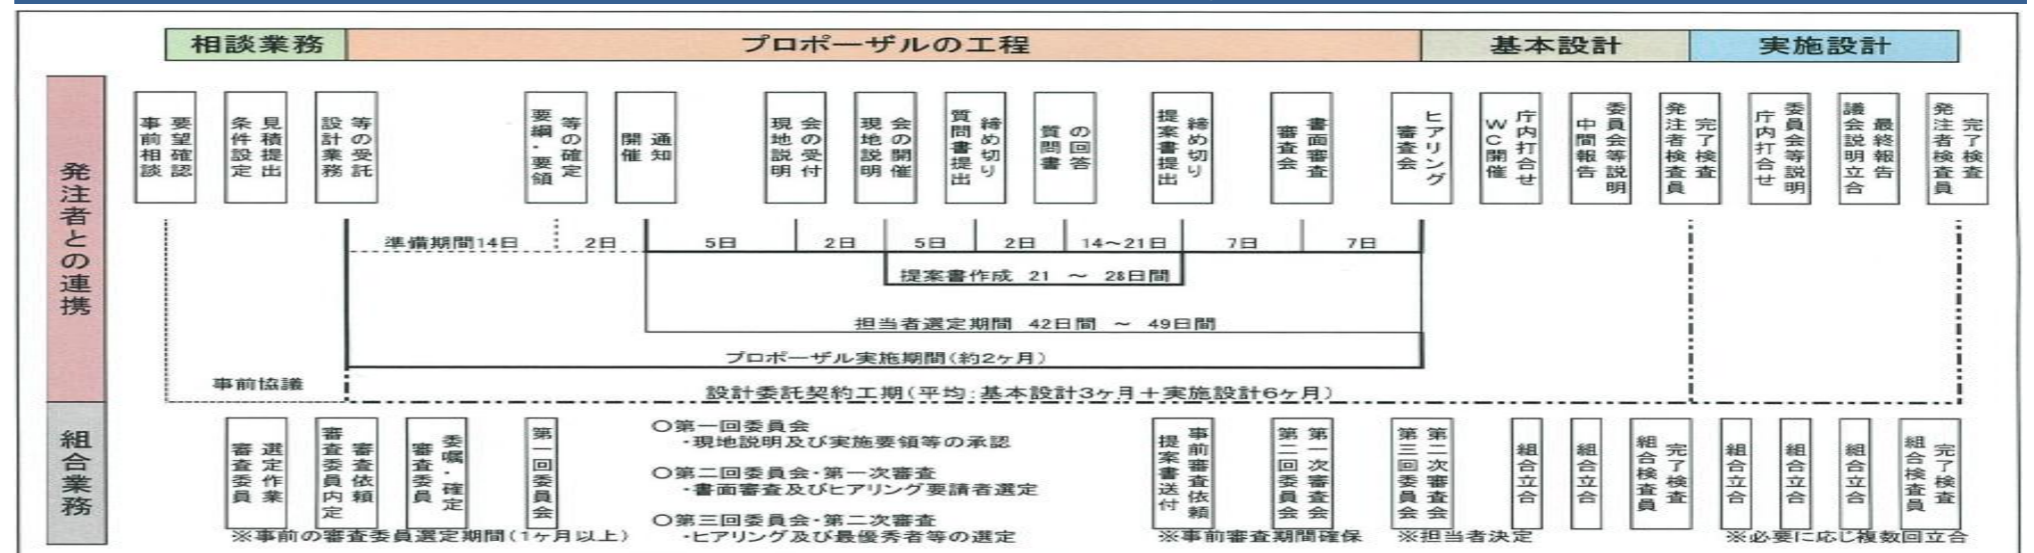 相談業務
プロポーザルの工程
基本設計
実施設計
発注者との連携
事前相談
要望確認
条件設定
見積提出
設計業務
等の受託
要綱・要領
等の確定
開催
通知
現地説明
会の受付
現地説明
会の開催
質問書提出
締め切り
質問書
の回答
提案書提出
締め切り
審査会
書面審査
審査会
ヒアリング
WC開催
庁内打合せ
中間報告
委員会等説明
発注者検査員
完了検査
庁内打合せ
委員会等説明
議会説明立合
最終報告
発注者検査員
完了検査
準備期間14日
2日
5日
2日
5日
2日
14~21日
7日
7日
提案書作成 21 ~ 28日間
担当者選定期間 42日間 ~ 49日間
プロポーザル実施期間(約2ヶ月)
事前協議
設計委託契約工期(平均:基本設計3ヶ月+実施設計6ヶ月)
組合業務
審査委員
選定作業
審査委員内定
審査依頼
審査委員
委嘱・確定
第一回委員会
※事前の審査委員選定期間(1ヶ月以上)
〇第一回委員会
・現地説明及び実施要領等の承認
〇第二回委員会・第一次審査
・書面審査及びヒアリング要請者選定
〇第三回委員会・第二次審査
・ヒアリング及び最優秀者等の選定
提案書送付
事前審査依頼
第二回委員会
第一次審査会
第三回委員会
第二次審査会
組合立合
組合立合
組合検査員
完了検査
組合立合
組合立合
組合立合
組合検査員
完了検査
※事前審査期間確保
※担当者決定
※必要に応じ複数回立合